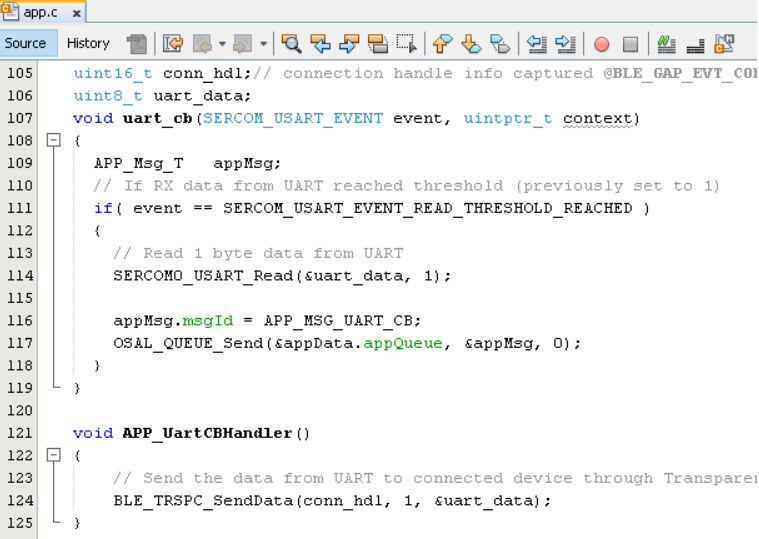 app.c x
Source History
105 uint16_t conn_hdl;// connection handle info captured @BLE_GAP_EVT_CO
106 uint8_t uart_data;
107 void uart_cb(SERCOM_USART_EVENT event, uintptr_t context)
108 {
109 APP_Msg_T appMsg;
110 // If RX data from UART reached threshold (previously set to 1)
111 if( event == SERCOM_USART_EVENT_READ_THRESHOLD_REACHED )
112 {
113 // Read 1 byte data from UART
114 SERCOM0_USART_Read(&uart_data, 1);
115
116 appMsg.msgId = APP_MSG_UART_CB;
117 OSAL_QUEUE_Send(&appData.appQueue, &appMsg, 0);
118 }
119 }
120
121 void APP_UartCBHandler()
122 {
123 // Send the data from UART to connected device through Transparen
124 BLE_TRSPC_SendData(conn_hdl, 1, &uart_data);
125 }